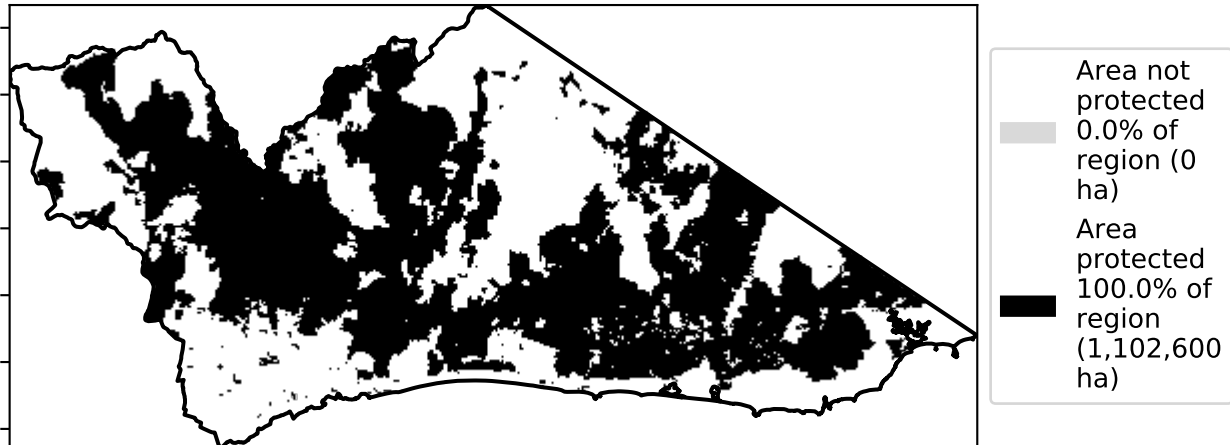 Area not
protected
0.0% of
region (0
ha)
Area
protected
100.0% of
region
(1,102,600
ha)